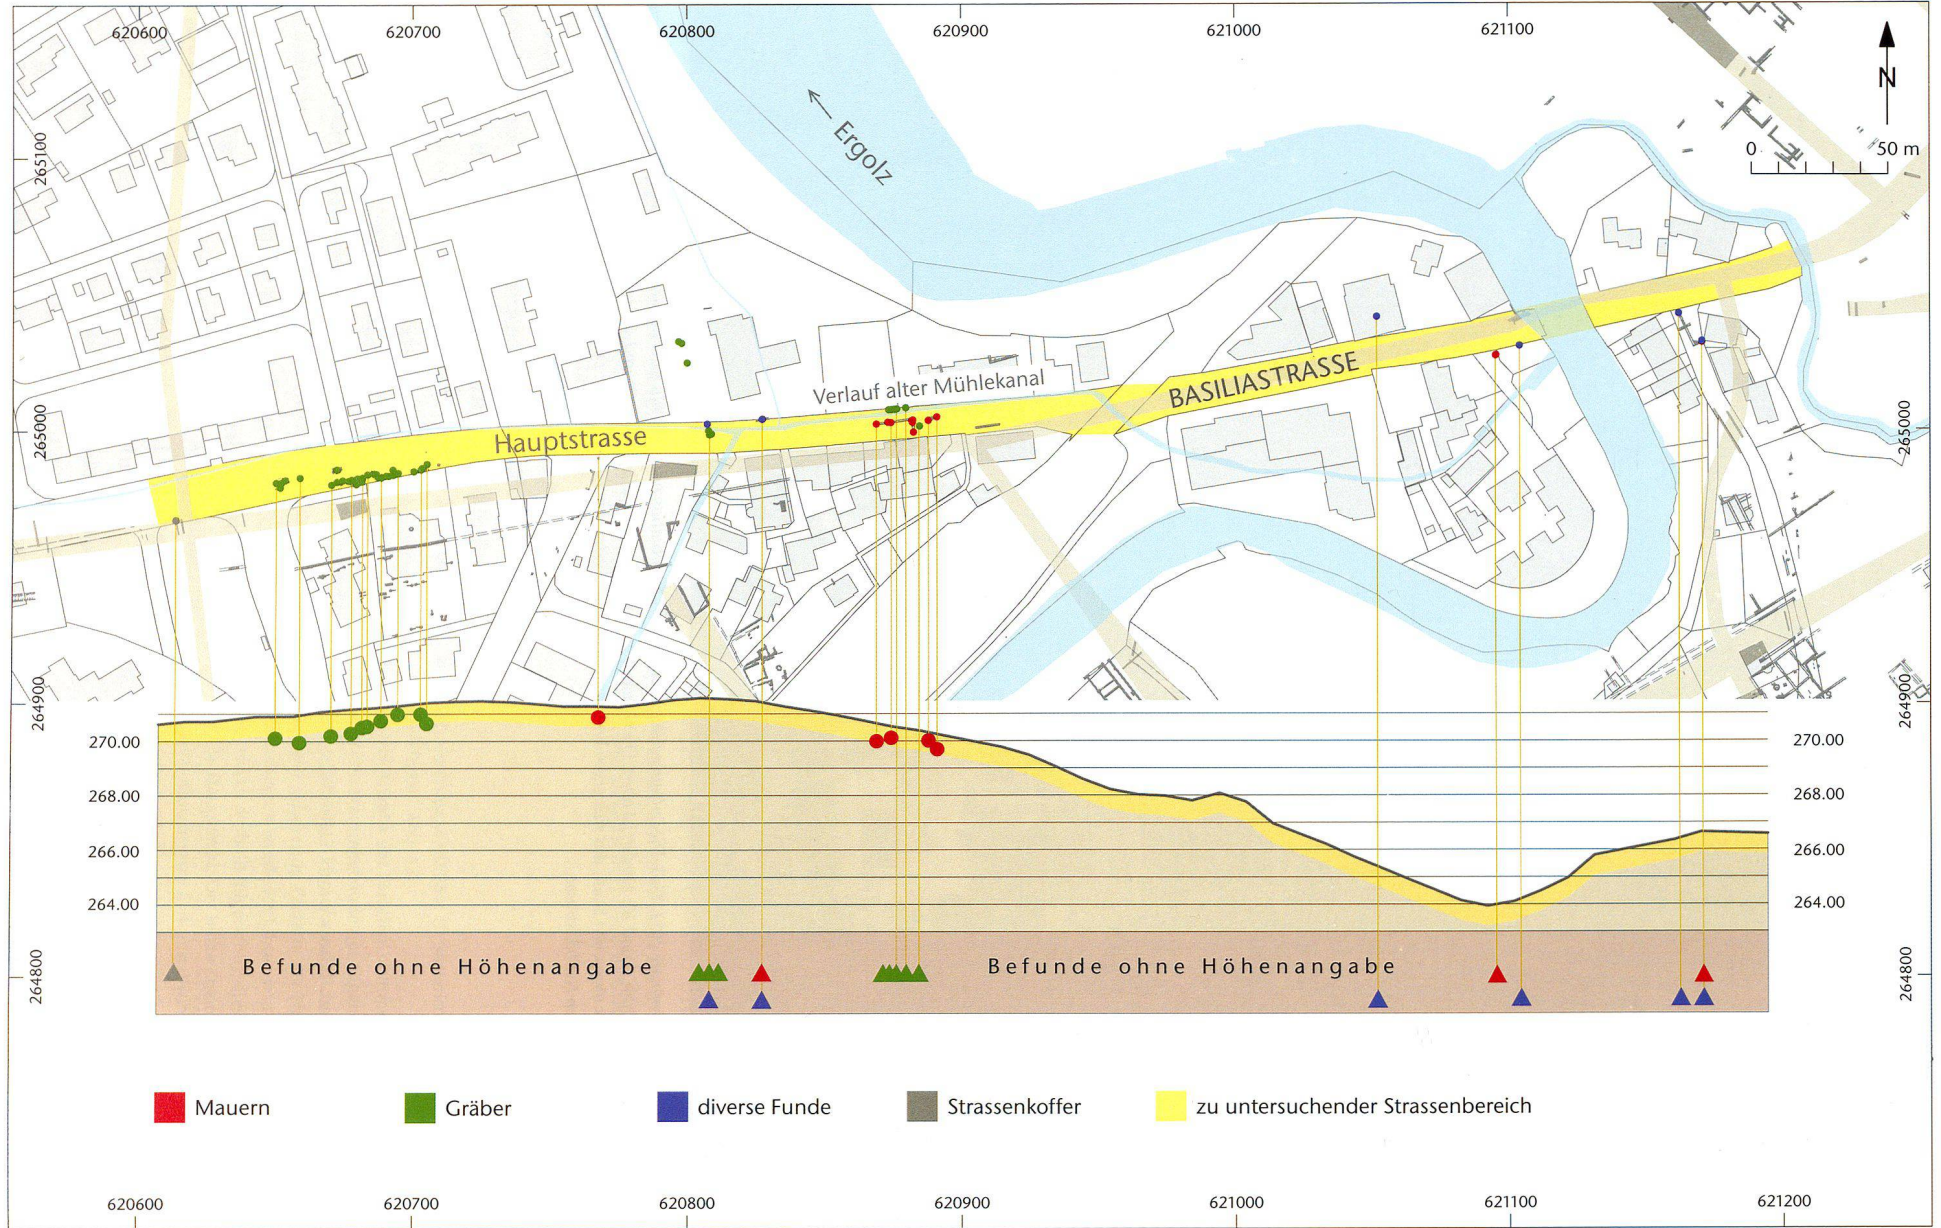 620600 620700 620800 620900 621000 621100
N
0 50 m
265100
Ergolz
Verlauf alter Mühlekanal
BASILIASTRASSE
Hauptstrasse
265000 265000
264900 264900
270.00 270.00
268.00 268.00
266.00 266.00
264.00 264.00
Befunde ohne Höhenangabe Befunde ohne Höhenangabe
264800 264800
Mauern Gräber diverse Funde Strassenkoffer zu untersuchender Strassenbereich
620600 620700 620800 620900 621000 621100 621200